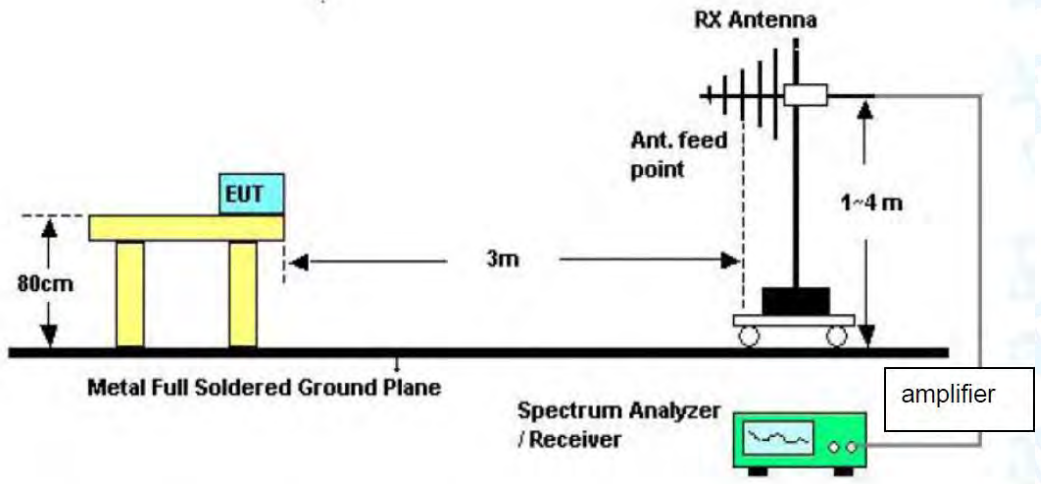 RX Antenna
Ant. feed
point
EUT
1~4 m
3m
80cm
Metal Full Soldered Ground Plane
amplifier
Spectrum Analyzer
/ Receiver